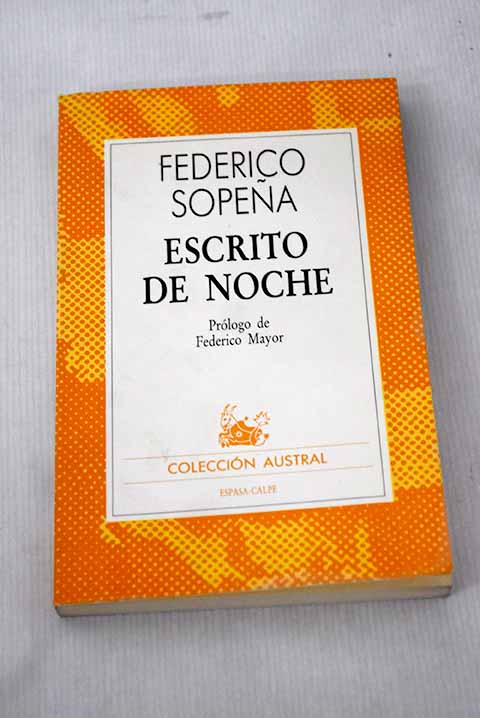 FEDERICO
SOPEÑA
ESCRITO
DE NOCHE
Prólogo de
Federico Mayor
COLECCIÓN AUSTRAL
ESPASA-CALPE